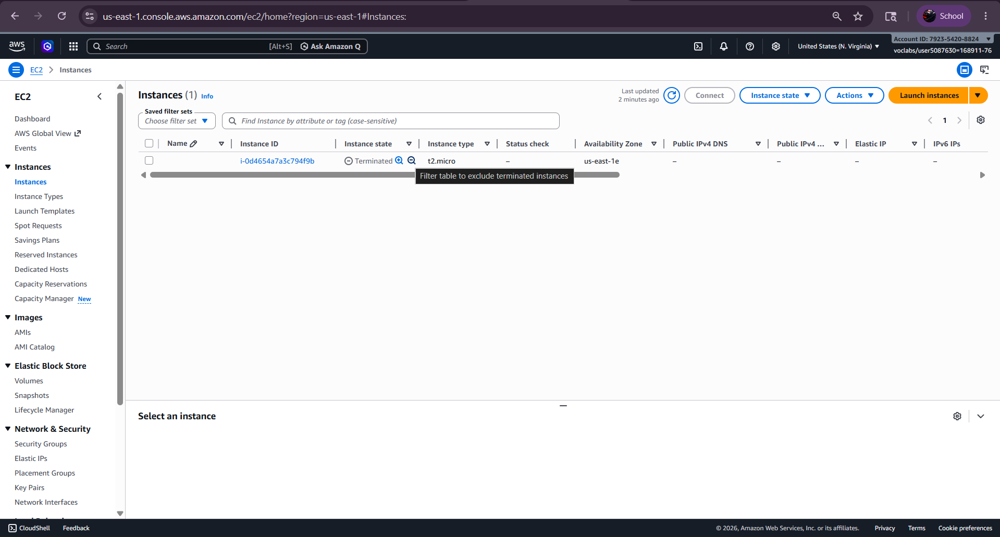 us-east-1.console.aws.amazon.com/ec2/home?region=us-east-1#Instances:
School
aws
Search
[Alt+S]
Ask Amazon Q
United States (N. Virginia)
Account ID: 7923-5420-8824
voclabs/user5087630=168911-76
EC2
Instances
EC2
Dashboard
AWS Global View
Events
Instances
Instances
Instance Types
Launch Templates
Spot Requests
Savings Plans
Reserved Instances
Dedicated Hosts
Capacity Reservations
Capacity Manager New
Images
AMIs
AMI Catalog
Elastic Block Store
Volumes
Snapshots
Lifecycle Manager
Network & Security
Security Groups
Elastic IPs
Placement Groups
Key Pairs
Network Interfaces
Instances (1) Info
Last updated
2 minutes ago
Connect
Instance state
Actions
Launch instances
Saved filter sets
Choose filter set
Find Instance by attribute or tag (case-sensitive)
1
Name Instance ID Instance state Instance type Status check Availability Zone Public IPv4 DNS Public IPv4 ... Elastic IP IPv6 IPs
i-0d4654a7a3c794f9b Terminated t2.micro – us-east-1e – – – –
Filter table to exclude terminated instances
Select an instance
CloudShell
Feedback
© 2026, Amazon Web Services, Inc. or its affiliates.
Privacy
Terms
Cookie preferences